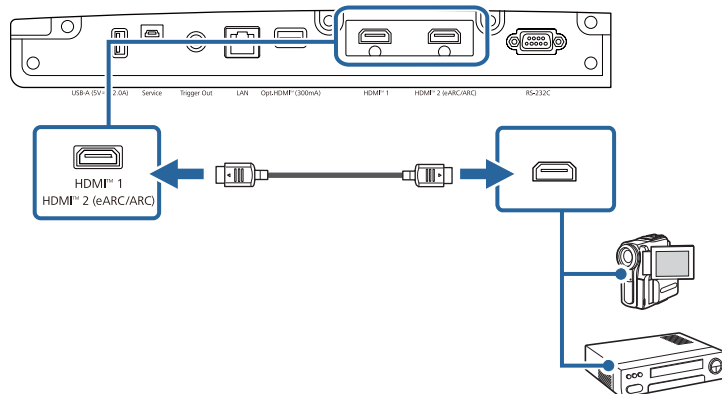 USB-A (5V⎓2.0A) Service Trigger Out LAN Opt.HDMI™ (300mA) HDMI™ 1 HDMI™ 2 (eARC/ARC) RS-232C
HDMI™ 1
HDMI™ 2 (eARC/ARC)